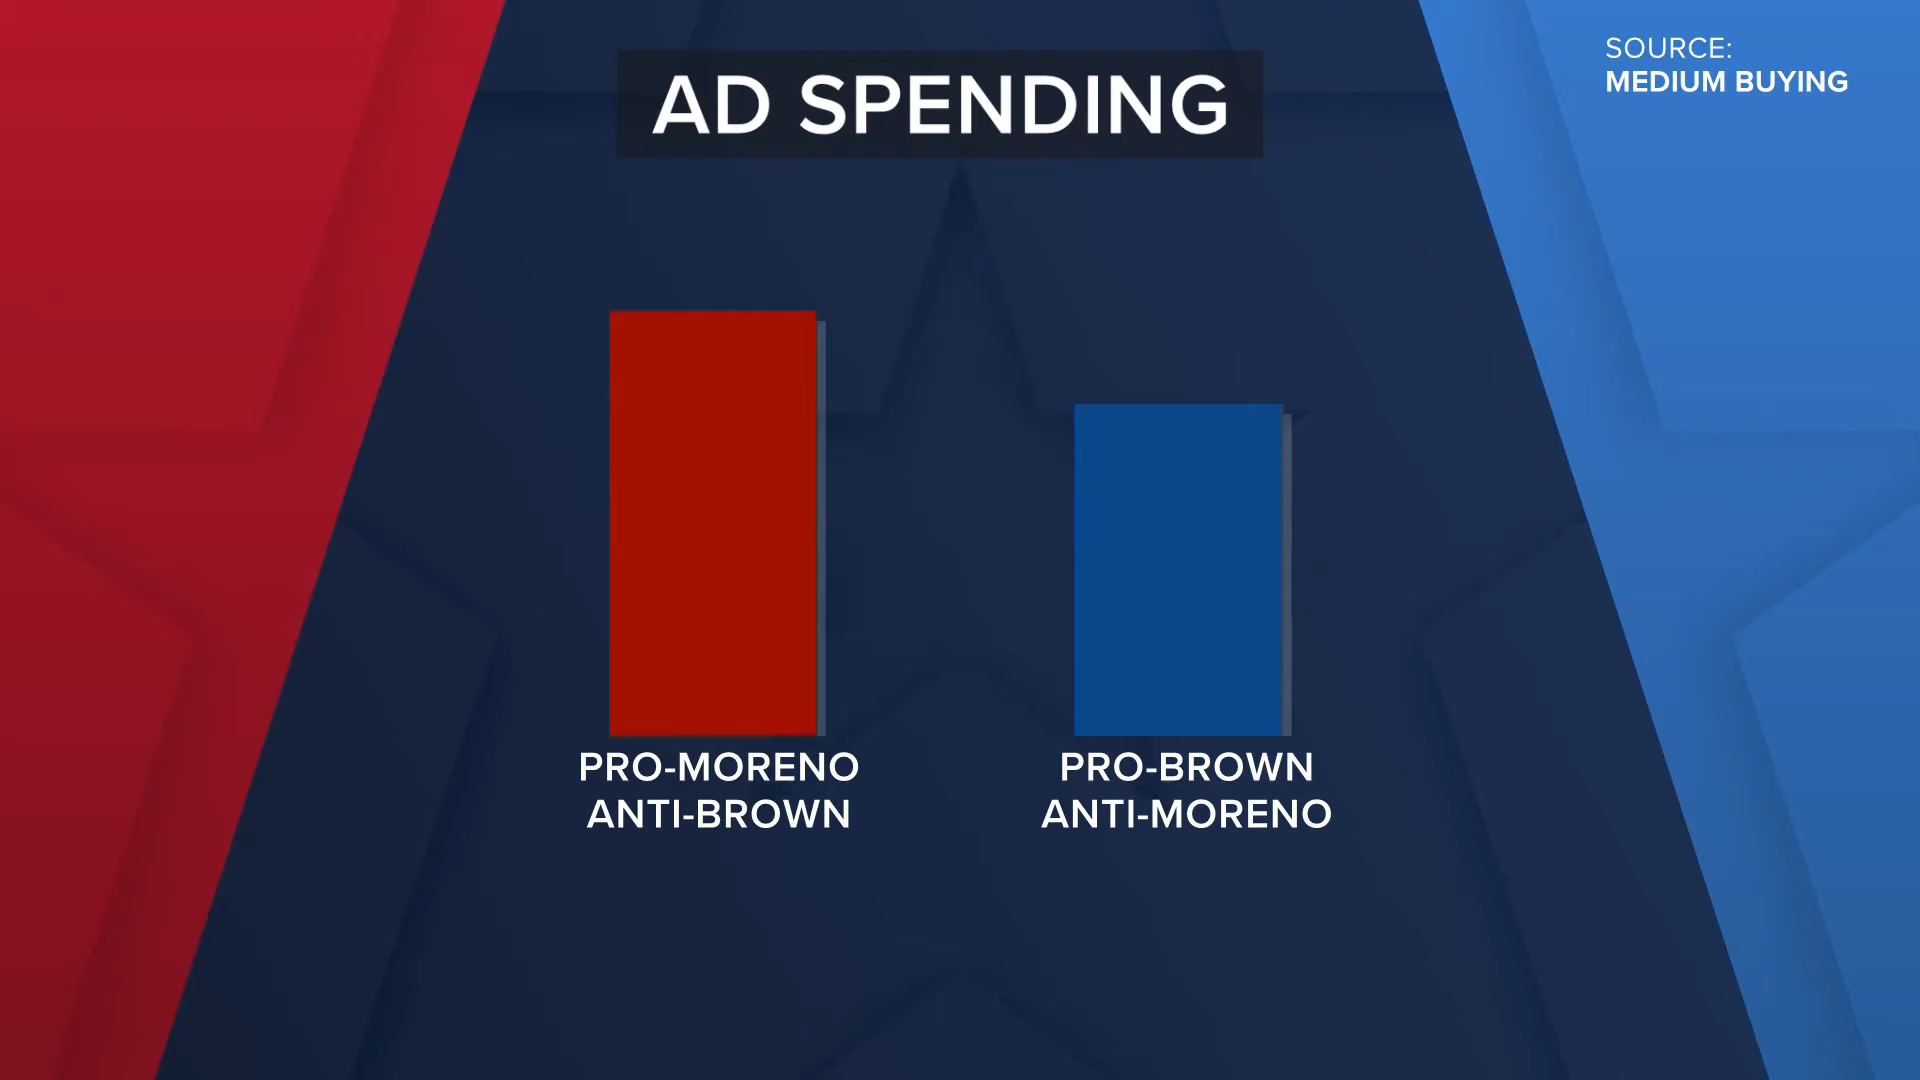 AD SPENDING
SOURCE:
MEDIUM BUYING
PRO-MORENO
ANTI-BROWN
PRO-BROWN
ANTI-MORENO